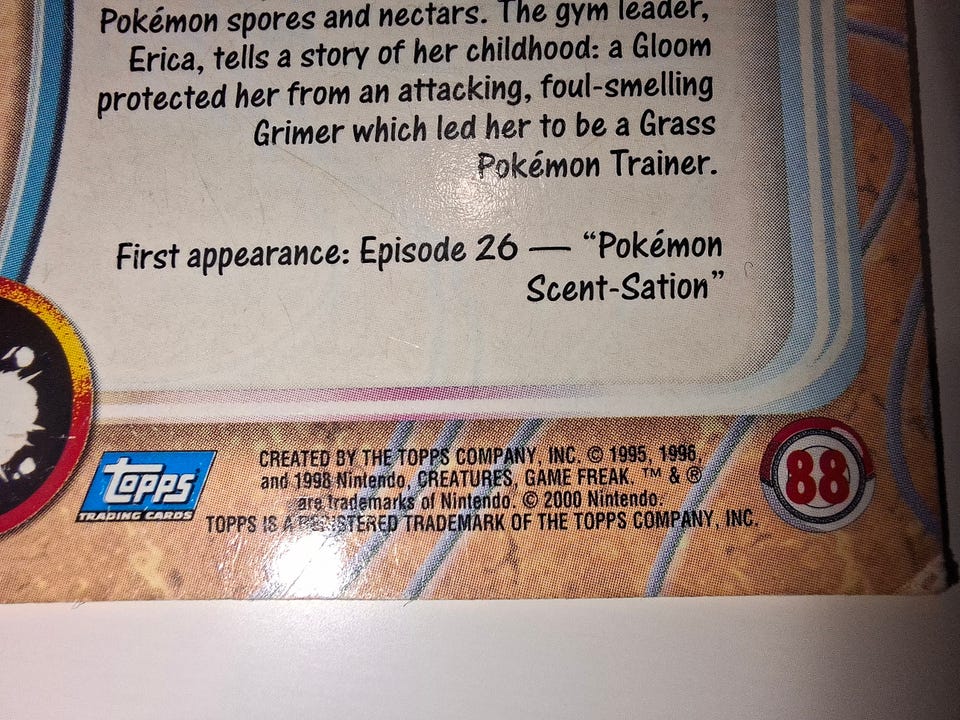 Pokémon spores and nectars. The gym leader,
Erica, tells a story of her childhood: a Gloom
protected her from an attacking, foul-smelling
Grimer which led her to be a Grass
Pokémon Trainer.
First appearance: Episode 26 — “Pokémon
Scent-Sation”
topps
TRADING CARDS
CREATED BY THE TOPPS COMPANY, INC. © 1995, 1996,
and 1998 Nintendo, CREATURES, GAME FREAK. ™ & ®
are trademarks of Nintendo. © 2000 Nintendo.
TOPPS IS A REGISTERED TRADEMARK OF THE TOPPS COMPANY, INC.
88